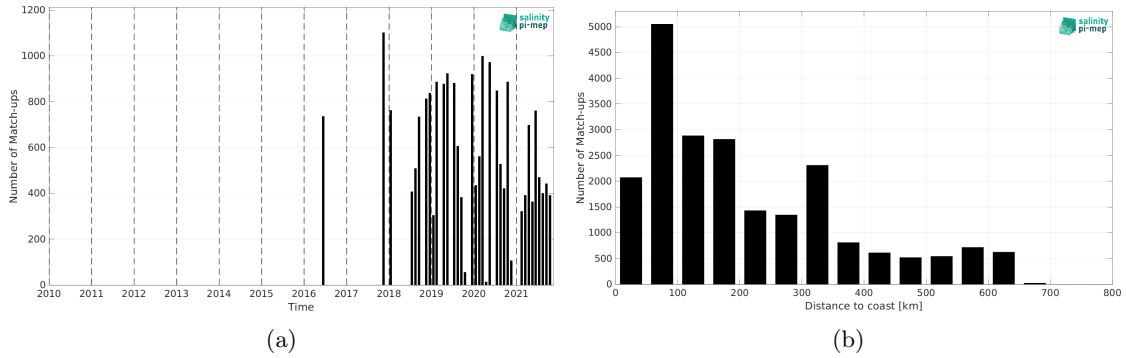 1200
1000
800
600
400
200
0
Number of Match-ups
2010 2011 2012 2013 2014 2015 2016 2017 2018 2019 2020 2021
Time
salinity
pi-mep
(a)
5000
4500
4000
3500
3000
2500
2000
1500
1000
500
0
Number of Match-ups
0 100 200 300 400 500 600 700 800
Distance to coast [km]
salinity
pi-mep
(b)